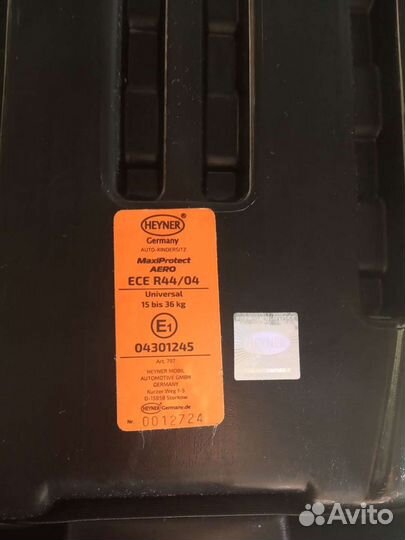 HEYNER
Germany
AUTO-KINDERSITZ
MaxiProtect
AERO
ECE R44/04
Universal
15 bis 36 kg
E1
04301245
Art. 797
HEYNER MOBIL
AUTOMOTIVE GMBH
GERMANY
Kurzer Weg 1-5
D-15859 Storkow
HEYNER Germany.de
Nr. 0012724
HEYNER
Avito